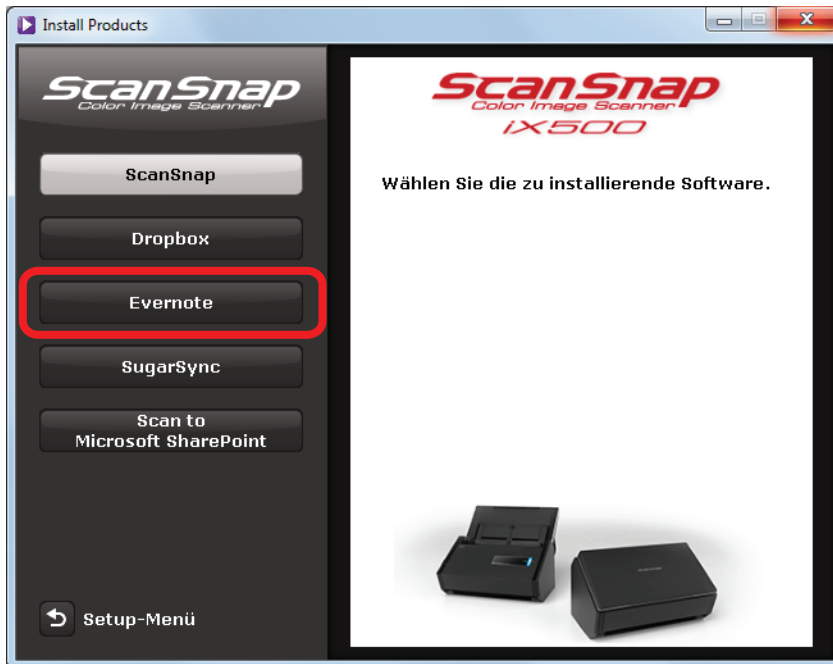 Install Products
ScanSnap
Color Image Scanner
ScanSnap
Dropbox
Evernote
SugarSync
Scan to
Microsoft SharePoint
Setup-Menü
ScanSnap
Color Image Scanner
iX500
Wählen Sie die zu installierende Software.